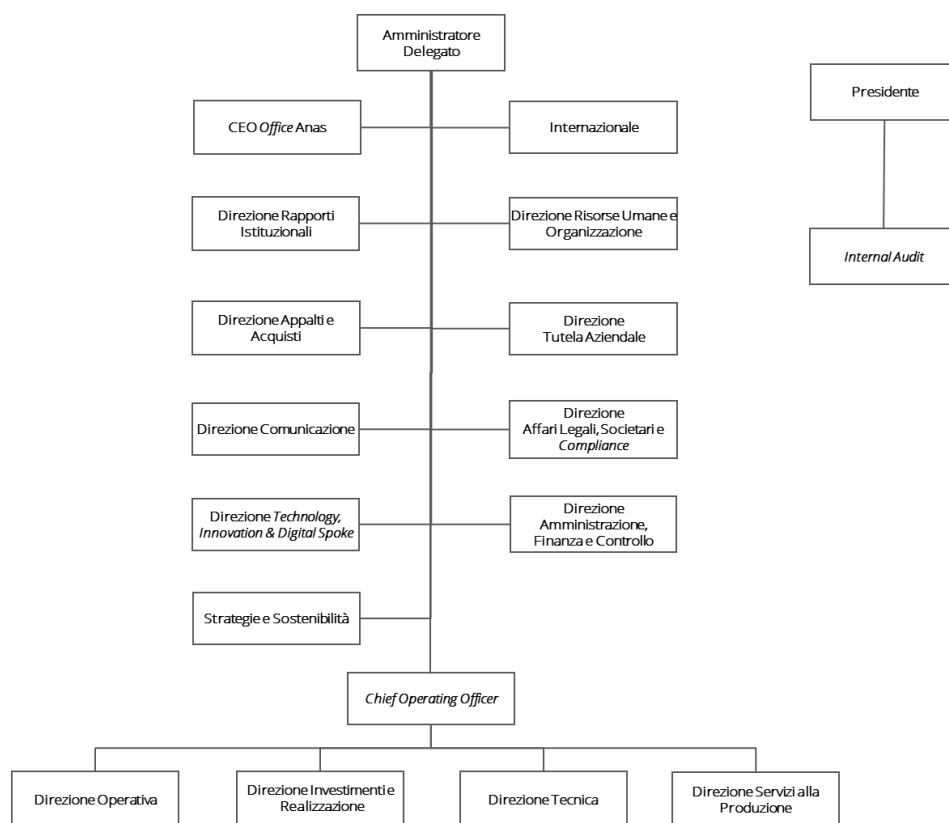 Amministratore
Delegato
Presidente
CEO Office Anas
Internazionale
Direzione Rapporti
Istituzionali
Direzione Risorse Umane e
Organizzazione
Internal Audit
Direzione Appalti e
Acquisti
Direzione
Tutela Aziendale
Direzione Comunicazione
Direzione
Affari Legali, Societari e
Compliance
Direzione Technology,
Innovation & Digital Spoke
Direzione
Amministrazione,
Finanza e Controllo
Strategie e Sostenibilità
Chief Operating Officer
Direzione Operativa
Direzione Investimenti e
Realizzazione
Direzione Tecnica
Direzione Servizi alla
Produzione